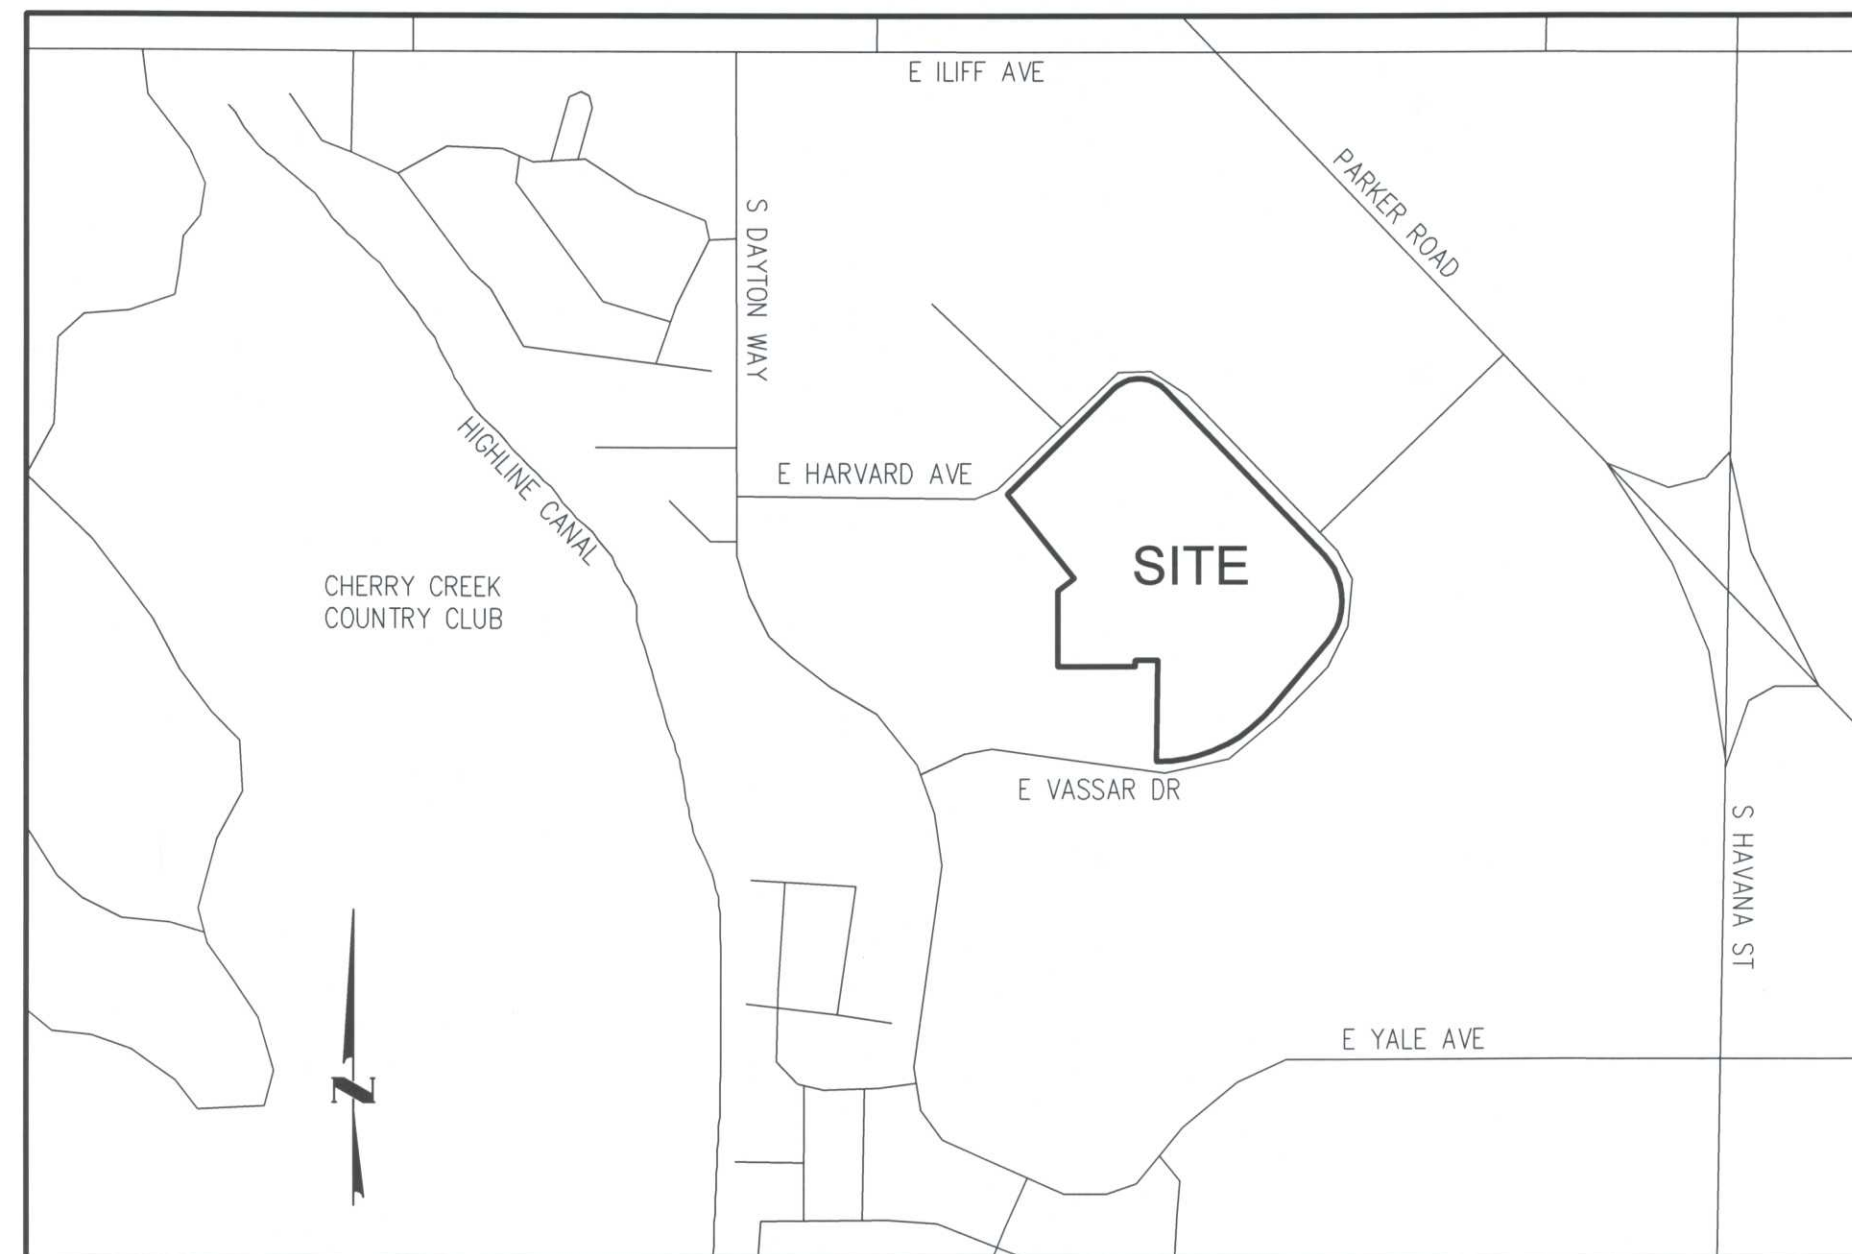 E ILIFF AVE
PARKER ROAD
S DAYTON WAY
HIGHLINE CANAL
E HARVARD AVE
SITE
CHERRY CREEK
COUNTRY CLUB
E VASSAR DR
S HAVANA ST
E YALE AVE
N